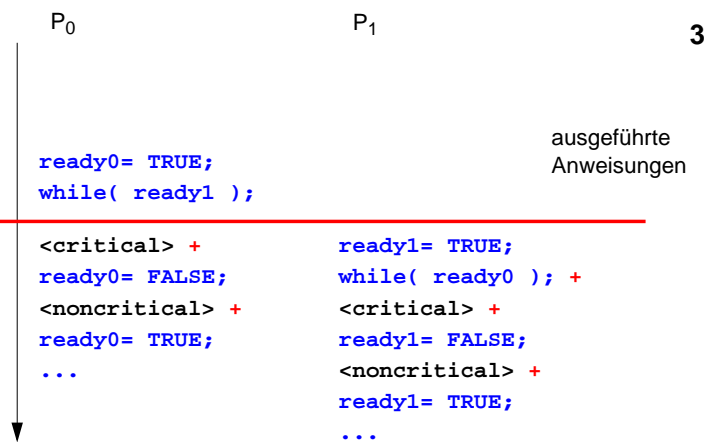 P0
P1
3
ausgeführte
Anweisungen
ready0= TRUE;
while( ready1 );
<critical> +
ready0= FALSE;
<noncritical> +
ready0= TRUE;
...
ready1= TRUE;
while( ready0 ); +
<critical> +
ready1= FALSE;
<noncritical> +
ready1= TRUE;
...